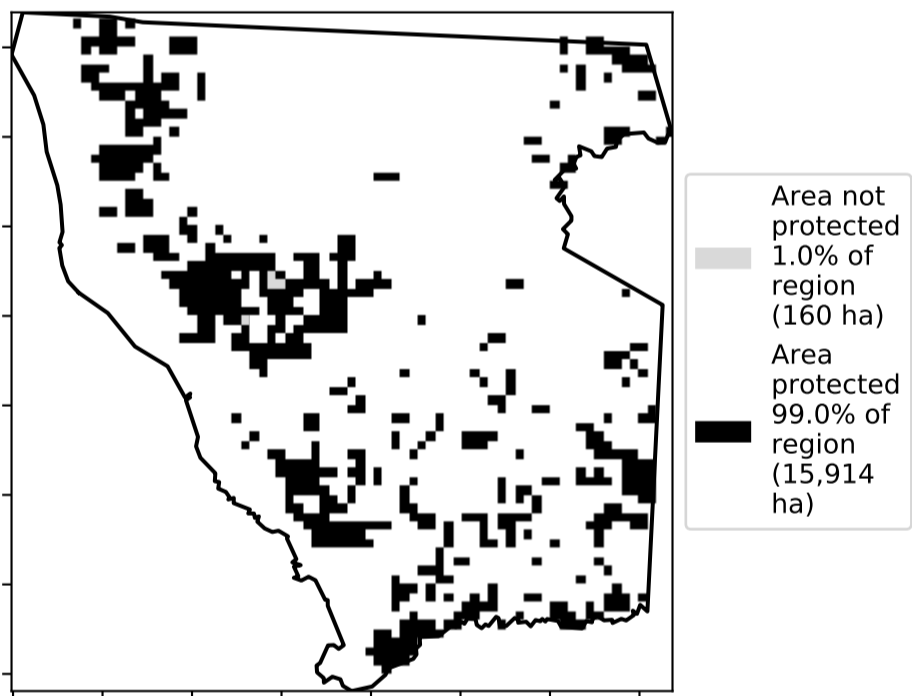 Area not
protected
1.0% of
region
(160 ha)
Area
protected
99.0% of
region
(15,914
ha)